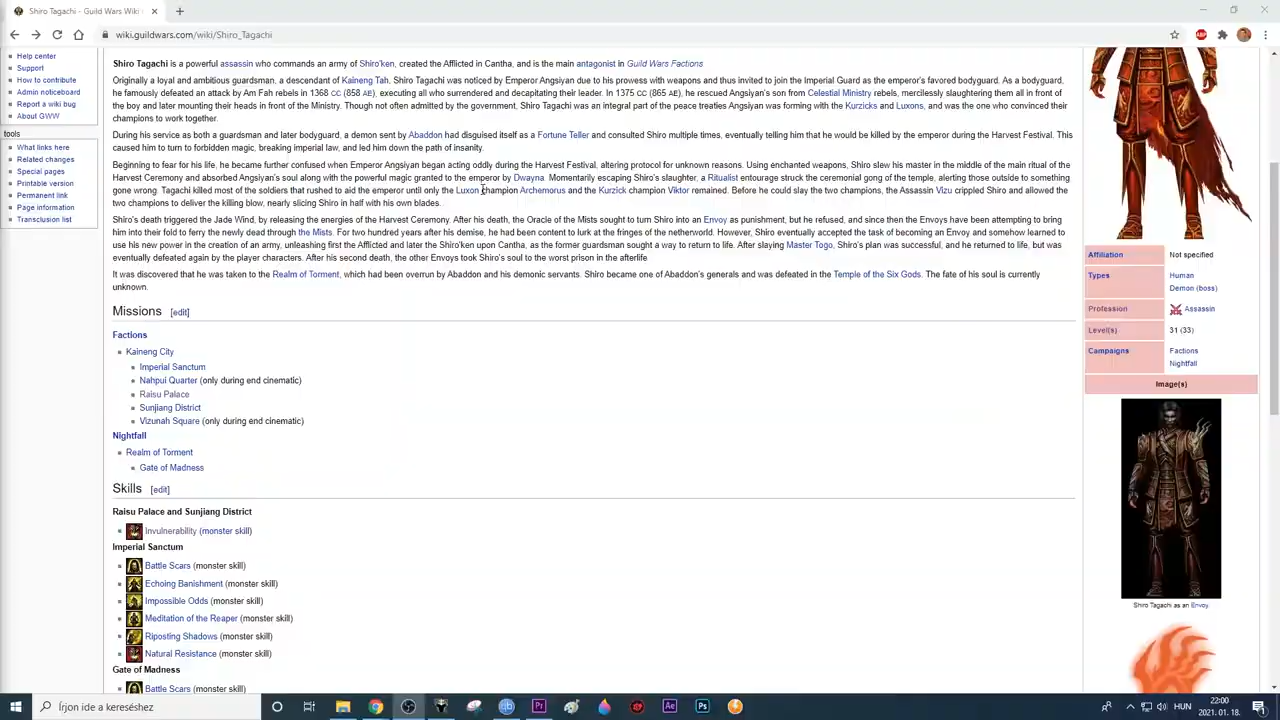 Shiro Tagachi - Guild Wars Wiki
wiki.guildwars.com/wiki/Shiro_Tagachi
Help center
Support
How to contribute
Admin noticeboard
Report a wiki bug
About GWW
tools
What links here
Related changes
Special pages
Printable version
Permanent link
Page information
Transclusion list
Shiro Tagachi is a powerful assassin who commands an army of Shiro'ken, created the Afflicted in Cantha, and is the main antagonist in Guild Wars Factions
Originally a loyal and ambitious guardsman, a descendant of Kaineng Tah. Shiro Tagachi was noticed by Emperor Angsiyan due to his prowess with weapons and thus invited to join the Imperial Guard as the emperor's favored bodyguard. As a bodyguard,
he famously defeated an attack by Am Fah rebels in 1368 CC (858 AE), executing all who surrendered and decapitating their leader. In 1375 CC (865 AE), he rescued Angsiyan's son from Celestial Ministry rebels, mercilessly slaughtering them all in front of
the boy and later mounting their heads in front of the Ministry. Though not often admitted by the government, Shiro Tagachi was an integral part of the peace treaties Angsiyan was forming with the Kurzicks and Luxons, and was the one who convinced their
champions to work together.
During his service as both a guardsman and later bodyguard, a demon sent by Abaddon had disguised itself as a Fortune Teller and consulted Shiro multiple times, eventually telling him that he would be killed by the emperor during the Harvest Festival. This
caused him to turn to forbidden magic, breaking imperial law, and led him down the path of insanity.
Beginning to fear for his life, he became further confused when Emperor Angsiyan began acting oddly during the Harvest Festival, altering protocol for unknown reasons. Using enchanted weapons, Shiro slew his master in the middle of the main ritual of the
Harvest Ceremony and absorbed Angsiyan's soul along with the powerful magic granted to the emperor by Dwayna. Momentarily escaping Shiro's slaughter, a Ritualist entourage struck the ceremonial gong of the temple, alerting those outside to something
gone wrong. Tagachi killed most of the soldiers that rushed to aid the emperor until only the Luxon champion Archemorus and the Kurzick champion Viktor remained. Before he could slay the two champions, the Assassin Vizu crippled Shiro and allowed the
two champions to deliver the killing blow, nearly slicing Shiro in half with his own blades.
Shiro's death triggered the Jade Wind, by releasing the energies of the Harvest Ceremony. After his death, the Oracle of the Mists sought to turn Shiro into an Envoy as punishment, but he refused, and since then the Envoys have been attempting to bring
him into their fold to ferry the newly dead through the Mists. For two hundred years after his demise, he had been content to lurk at the fringes of the netherworld. However, Shiro eventually accepted the task of becoming an Envoy and somehow learned to
use his new power in the creation of an army, unleashing first the Afflicted and later the Shiro'ken upon Cantha, as the former guardsman sought a way to return to life. After slaying Master Togo, Shiro's plan was successful, and he returned to life, but was
eventually defeated again by the player characters. After his second death, the other Envoys took Shiro's soul to the worst prison in the afterlife.
It was discovered that he was taken to the Realm of Torment, which had been overrun by Abaddon and his demonic servants. Shiro became one of Abaddon's generals and was defeated in the Temple of the Six Gods. The fate of his soul is currently
unknown.
Missions [edit]
Factions
Kaineng City
Imperial Sanctum
Nahpui Quarter (only during end cinematic)
Raisu Palace
Sunjiang District
Vizunah Square (only during end cinematic)
Nightfall
Realm of Torment
Gate of Madness
Skills [edit]
Raisu Palace and Sunjiang District
Invulnerability (monster skill)
Imperial Sanctum
Battle Scars (monster skill)
Echoing Banishment (monster skill)
Impossible Odds (monster skill)
Meditation of the Reaper (monster skill)
Riposting Shadows (monster skill)
Natural Resistance (monster skill)
Gate of Madness
Battle Scars (monster skill)
Affiliation Not specified
Types Human
Demon (boss)
Profession Assassin
Level(s) 31 (33)
Campaigns Factions
Nightfall
Image(s)
Shiro Tagachi as an Envoy.
Írjon ide a kereséshez
Pr
Ae
Ps
HUN
22:00
2021. 01. 18.